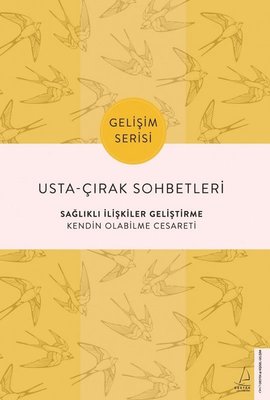 GELİŞİM
SERİSİ
USTA-ÇIRAK SOHBETLERİ
SAĞLIKLI İLİŞKİLER GELİŞTİRME
KENDİN OLABİLME CESARETİ
DESTEK